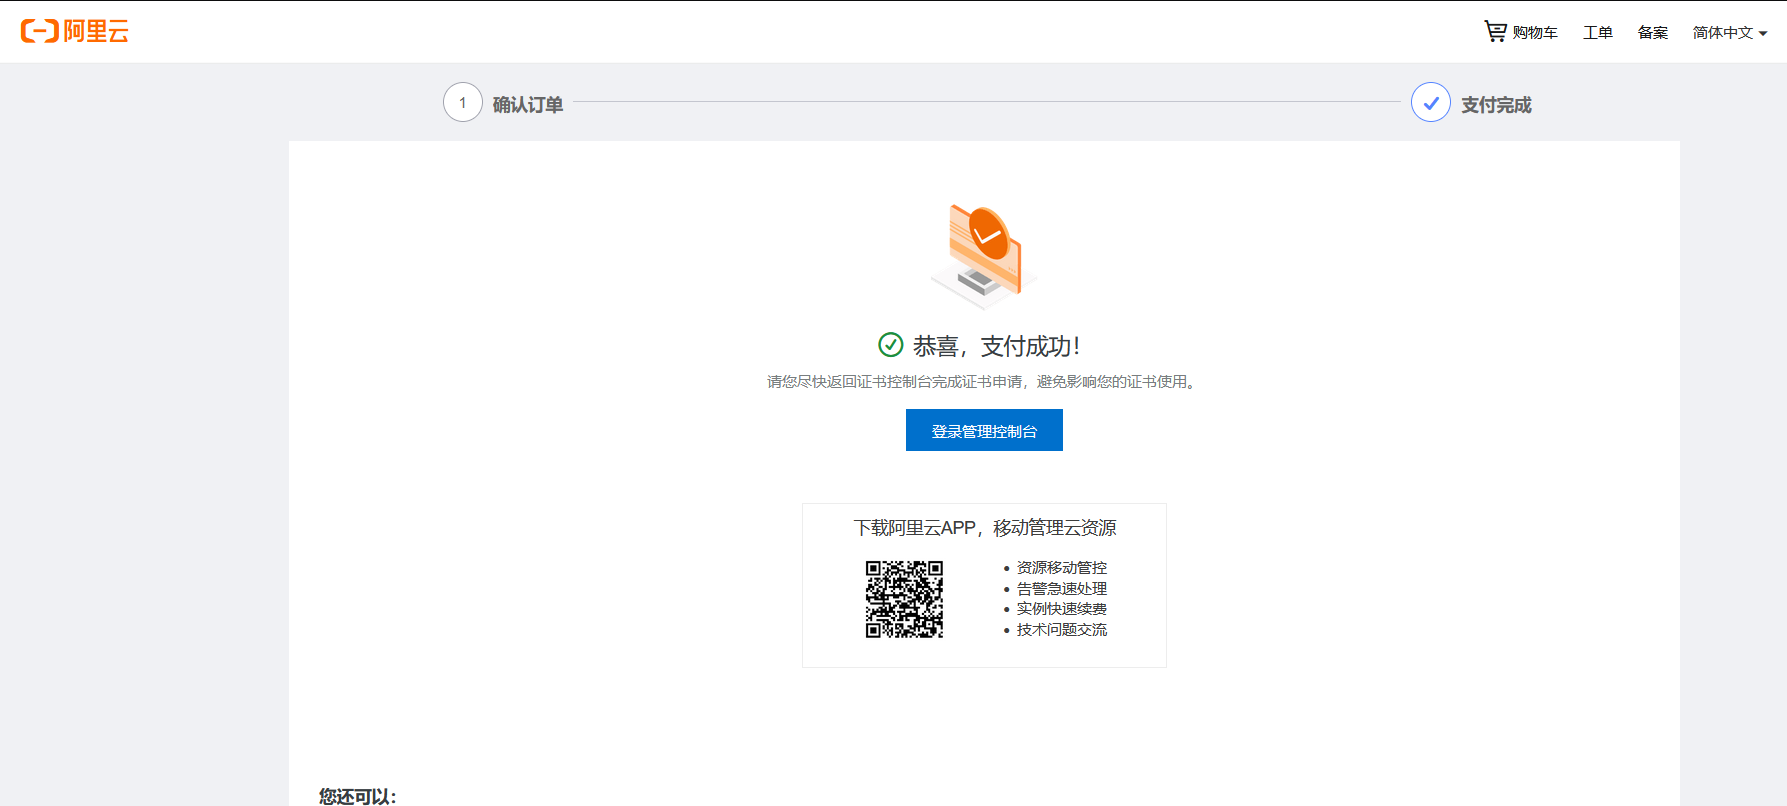 阿里云
购物车 工单 备案 简体中文
1 确认订单 支付完成
恭喜，支付成功！
请您尽快返回证书控制台完成证书申请，避免影响您的证书使用。
登录管理控制台
下载阿里云APP，移动管理云资源
资源移动管控
告警急速处理
实例快速续费
技术问题交流
您还可以：